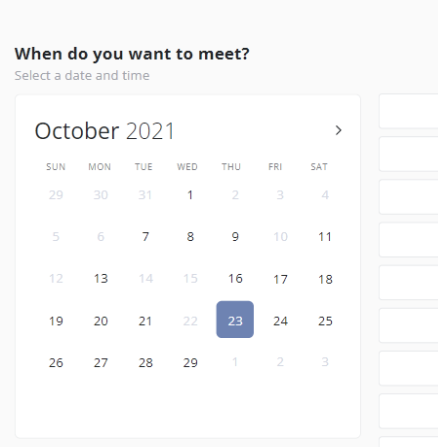 When do you want to meet?
Select a date and time
October 2021
SUN MON TUE WED THU FRI SAT
29 30 31 1 2 3 4
5 6 7 8 9 10 11
12 13 14 15 16 17 18
19 20 21 22 23 24 25
26 27 28 29 1 2 3